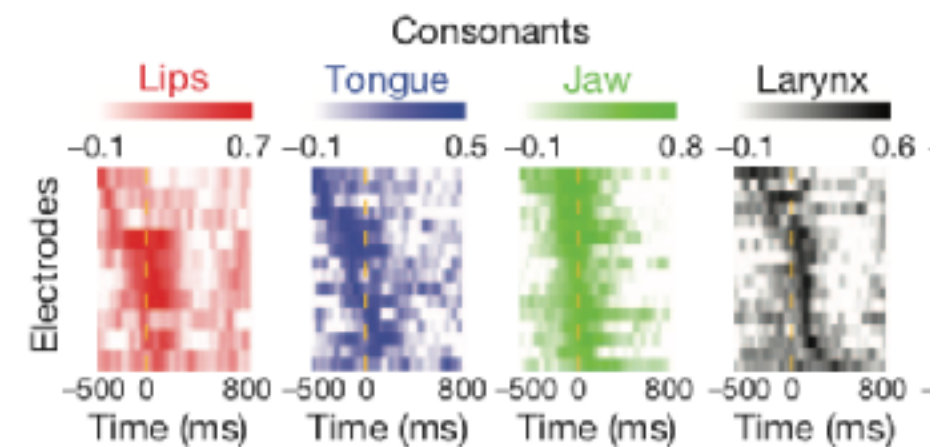 Consonants
Lips Tongue Jaw Larynx
−0.1 0.7 −0.1 0.5 −0.1 0.8 −0.1 0.6
Electrodes
−500 0 800 −500 0 800 −500 0 800 −500 0 800
Time (ms) Time (ms) Time (ms) Time (ms)